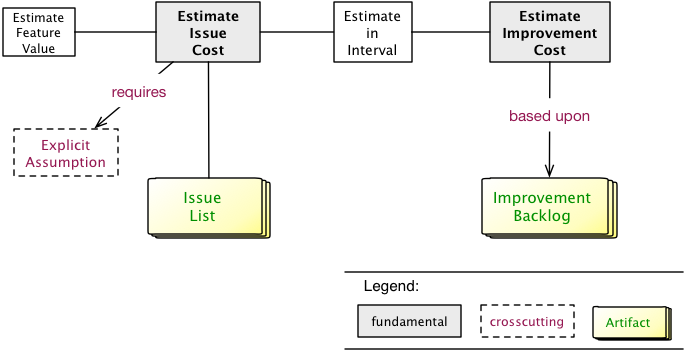 Estimate
Feature
Value
Estimate
Issue
Cost
Estimate
in
Interval
Estimate
Improvement
Cost
requires
based upon
Explicit
Assumption
Issue
List
Improvement
Backlog
Legend:
fundamental
crosscutting
Artifact